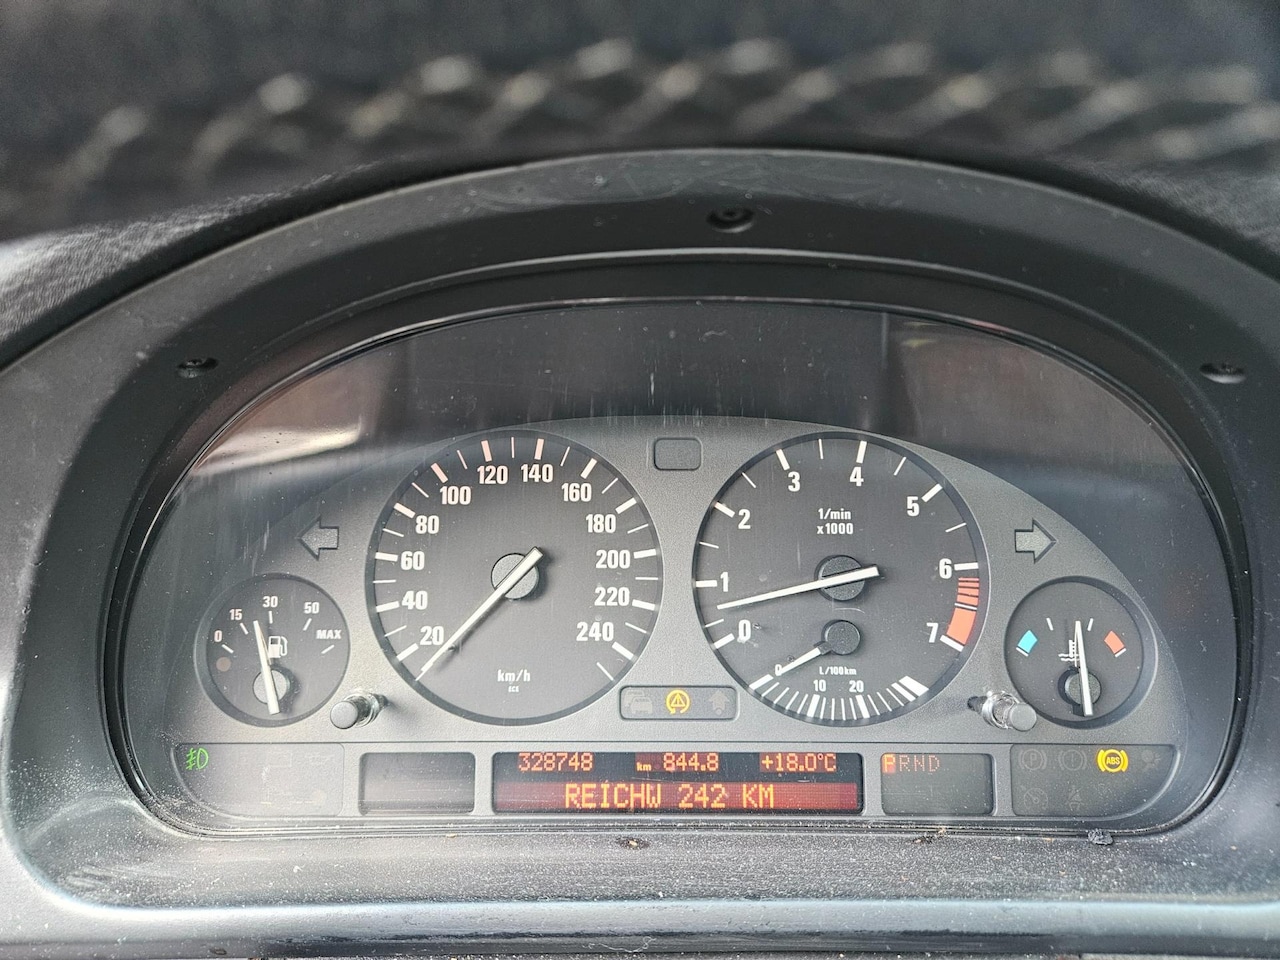 0 15 30 50 MAX
20 40 60 80 100 120 140 160 180 200 220 240
km/h
0 1 2 3 4 5 6 7
1/min
x1000
0 10 20
L/100km
328748 km 844.8 +18.0°C
REICHW 242 KM
PRND
(P)
ABS